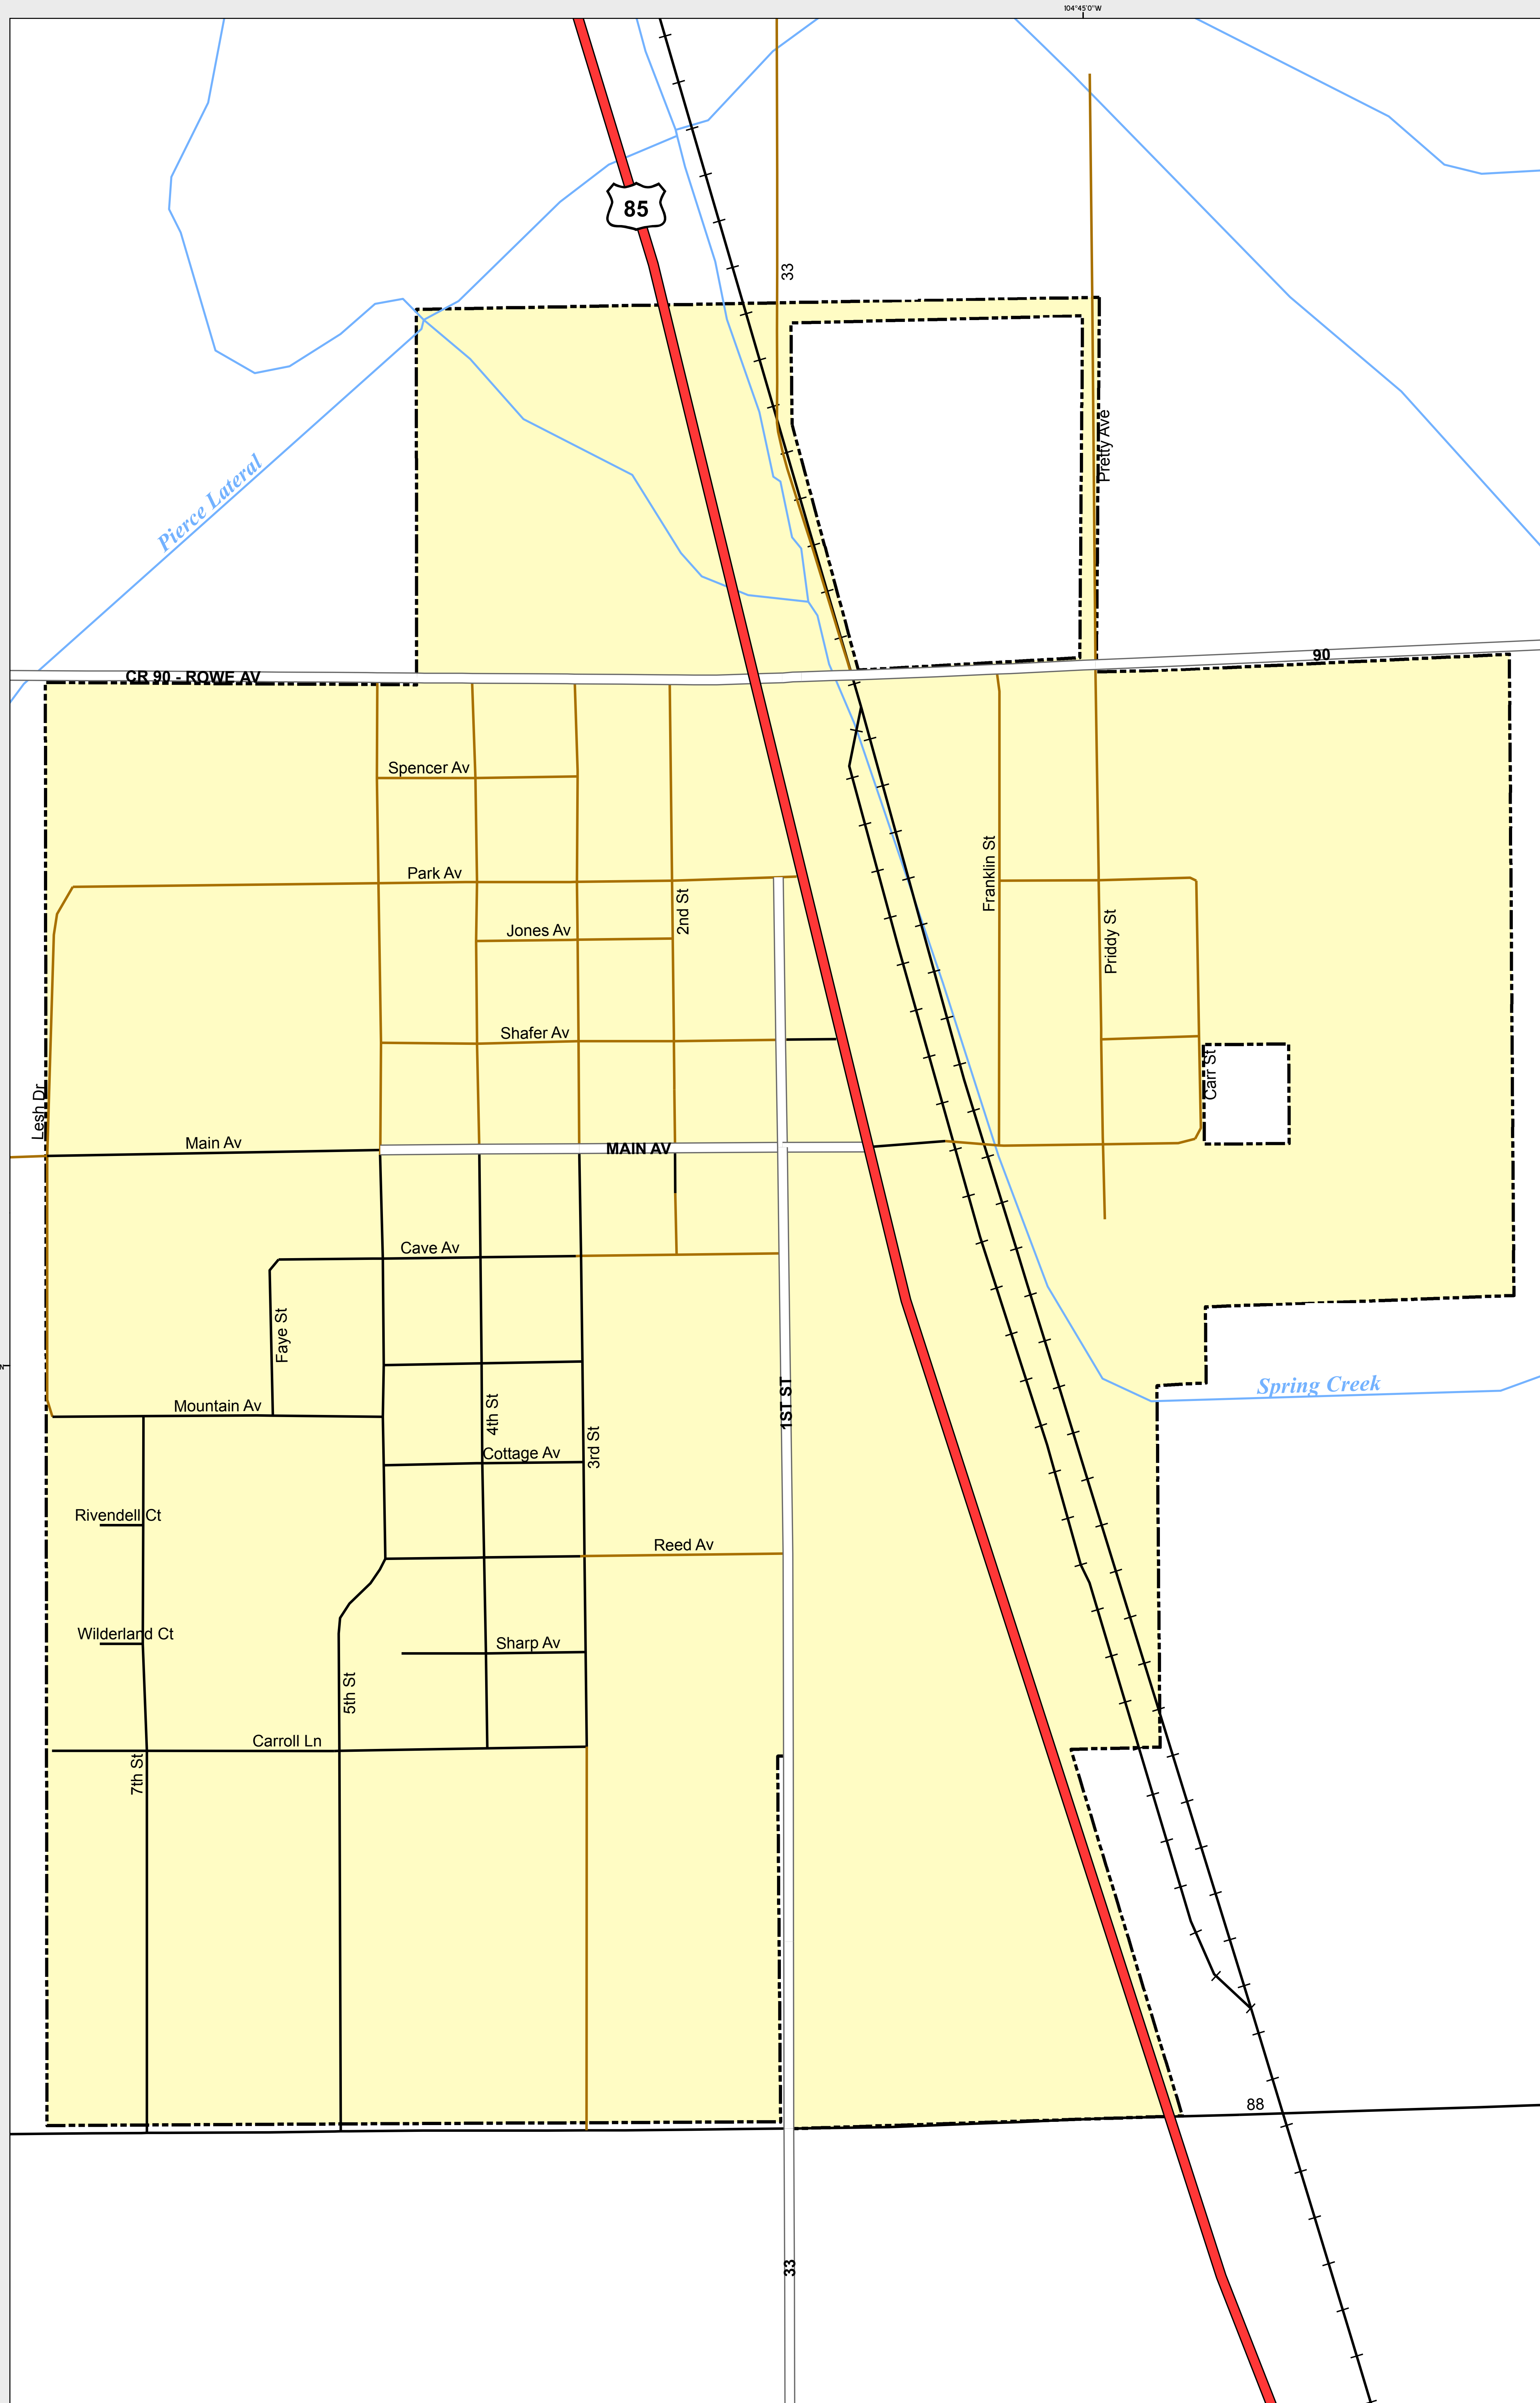 104°45'0"W
85
33
Pretty Ave
Pierce Lateral
90
CR 90 - ROWE AV
Spencer Av
Park Av
Franklin St
2nd St
Jones Av
Priddy St
Shafer Av
Carr St
Lesh Dr
Main Av
MAIN AV
Cave Av
Faye St
Spring Creek
1ST ST
Mountain Av
4th St
3rd St
Cottage Av
Rivendell Ct
Reed Av
Wilderland Ct
Sharp Av
5th St
Carroll Ln
7th St
88
33